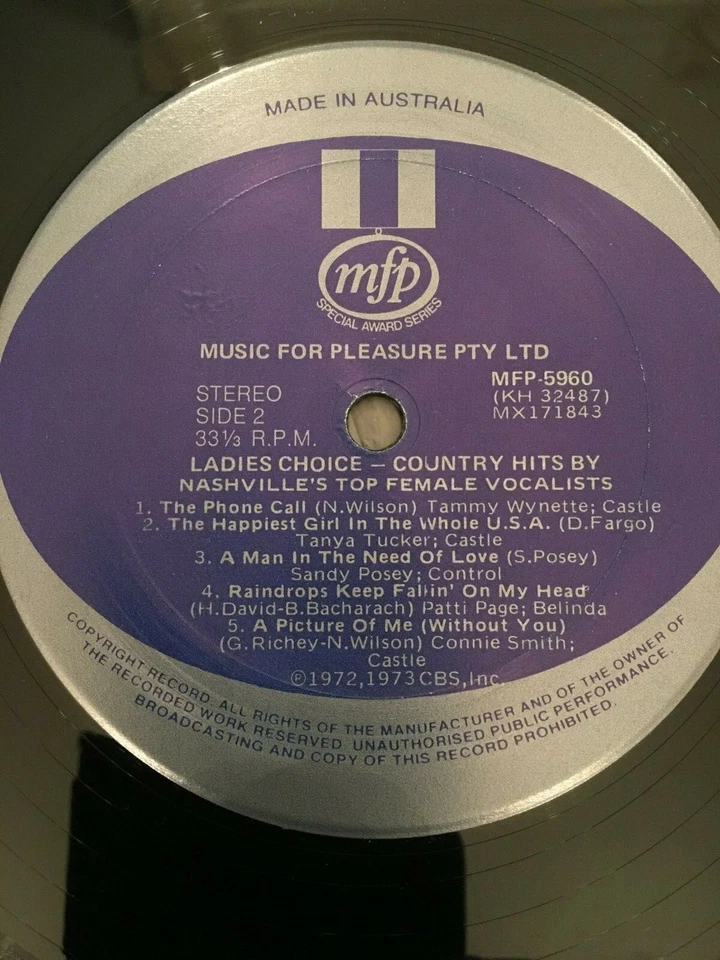 MADE IN AUSTRALIA
mfp
SPECIAL AWARD SERIES
MUSIC FOR PLEASURE PTY LTD
STEREO
SIDE 2
33⅓ R.P.M.
MFP-5960
(KH 32487)
MX171843
LADIES CHOICE – COUNTRY HITS BY
NASHVILLE'S TOP FEMALE VOCALISTS
1. The Phone Call (N.Wilson) Tammy Wynette; Castle
2. The Happiest Girl In The Whole U.S.A. (D.Fargo)
Tanya Tucker; Castle
3. A Man In The Need Of Love (S.Posey)
Sandy Posey; Control
4. Raindrops Keep Fallin' On My Head
(H.David-B.Bacharach) Patti Page; Belinda
5. A Picture Of Me (Without You)
(G.Richey-N.Wilson) Connie Smith;
Castle
℗1972,1973 CBS, Inc.
COPYRIGHT RECORD. ALL RIGHTS OF THE MANUFACTURER AND OF THE OWNER OF
THE RECORDED WORK RESERVED. UNAUTHORISED PUBLIC PERFORMANCE.
BROADCASTING AND COPY OF THIS RECORD PROHIBITED.